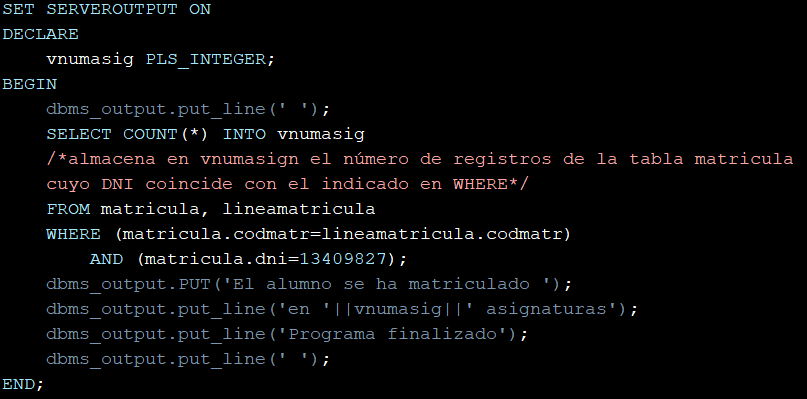 SET SERVEROUTPUT ON
DECLARE
    vnumasig PLS_INTEGER;
BEGIN
    dbms_output.put_line(' ');
    SELECT COUNT(*) INTO vnumasig
    /*almacena en vnumasign el número de registros de la tabla matricula
    cuyo DNI coincide con el indicado en WHERE*/
    FROM matricula, lineamatricula
    WHERE (matricula.codmatr=lineamatricula.codmatr)
        AND (matricula.dni=13409827);
    dbms_output.PUT('El alumno se ha matriculado ');
    dbms_output.put_line('en '||vnumasig||' asignaturas');
    dbms_output.put_line('Programa finalizado');
    dbms_output.put_line(' ');
END;